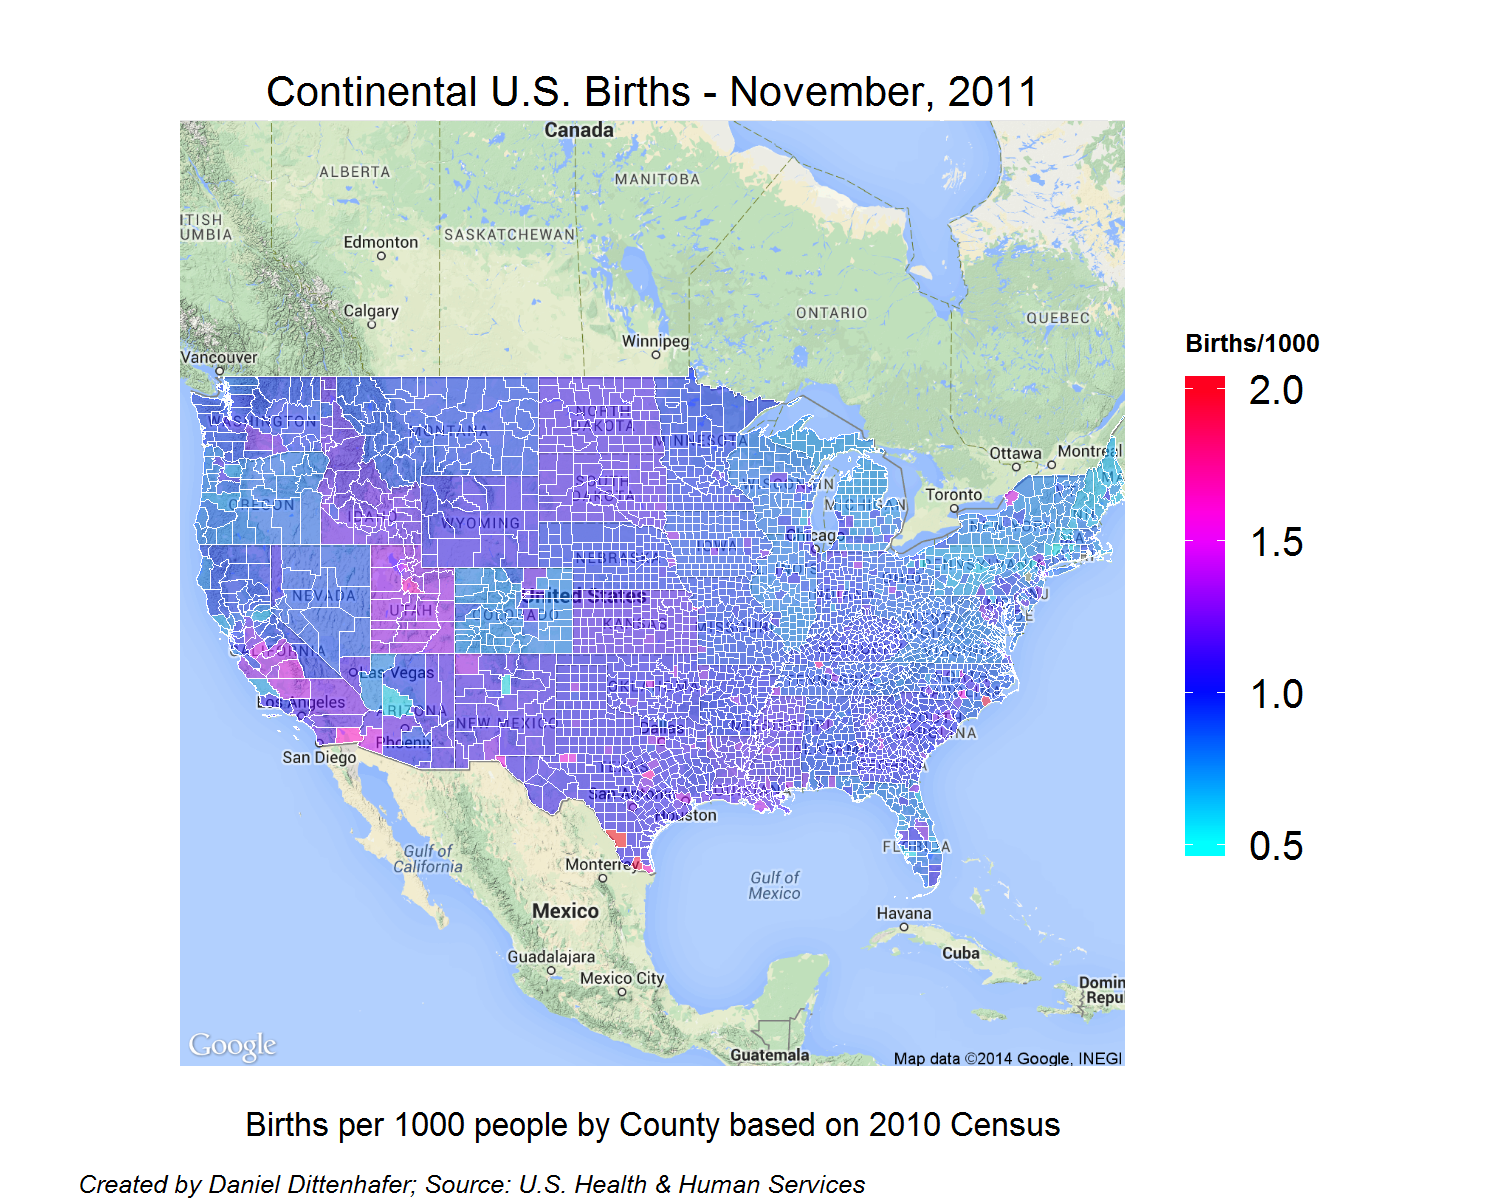 Continental U.S. Births - November, 2011
Canada
ALBERTA
MANITOBA
ITISH
UMBIA
SASKATCHEWAN
Edmonton
Calgary
ONTARIO
QUEBEC
Winnipeg
Vancouver
WASHINGTON
MONTANA
NORTH
DAKOTA
MINNESOTA
Ottawa
Montreal
SOUTH
DAKOTA
WISCONSIN
MICHIGAN
Toronto
OREGON
IDAHO
WYOMING
Chicago
IOWA
NEBRASKA
NEVADA
United States
UTAH
COLORADO
KANSAS
MISSOURI
CALIFORNIA
Las Vegas
Los Angeles
ARIZONA
OKLAHOMA
NEW MEXICO
Dallas
Phoenix
San Diego
TEXAS
San Antonio
Houston
FLORIDA
Gulf of
California
Monterrey
Gulf of
Mexico
Mexico
Havana
Cuba
Guadalajara
Mexico City
Domin
Repu
Guatemala
Google
Map data ©2014 Google, INEGI
Births/1000
2.0
1.5
1.0
0.5
Births per 1000 people by County based on 2010 Census
Created by Daniel Dittenhafer; Source: U.S. Health & Human Services